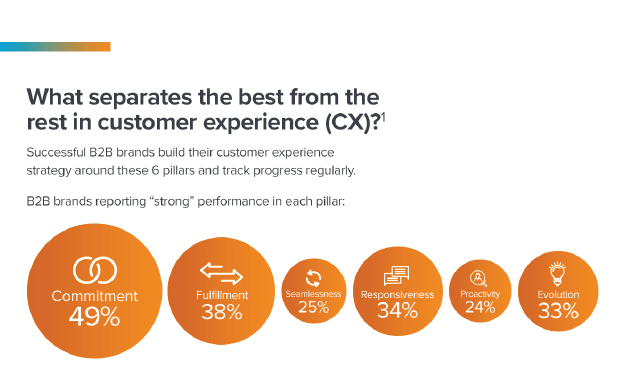 What separates the best from the
rest in customer experience (CX)?¹
Successful B2B brands build their customer experience
strategy around these 6 pillars and track progress regularly.
B2B brands reporting “strong” performance in each pillar:
Commitment
49%
Fulfillment
38%
Seamlessness
25%
Responsiveness
34%
Proactivity
24%
Evolution
33%